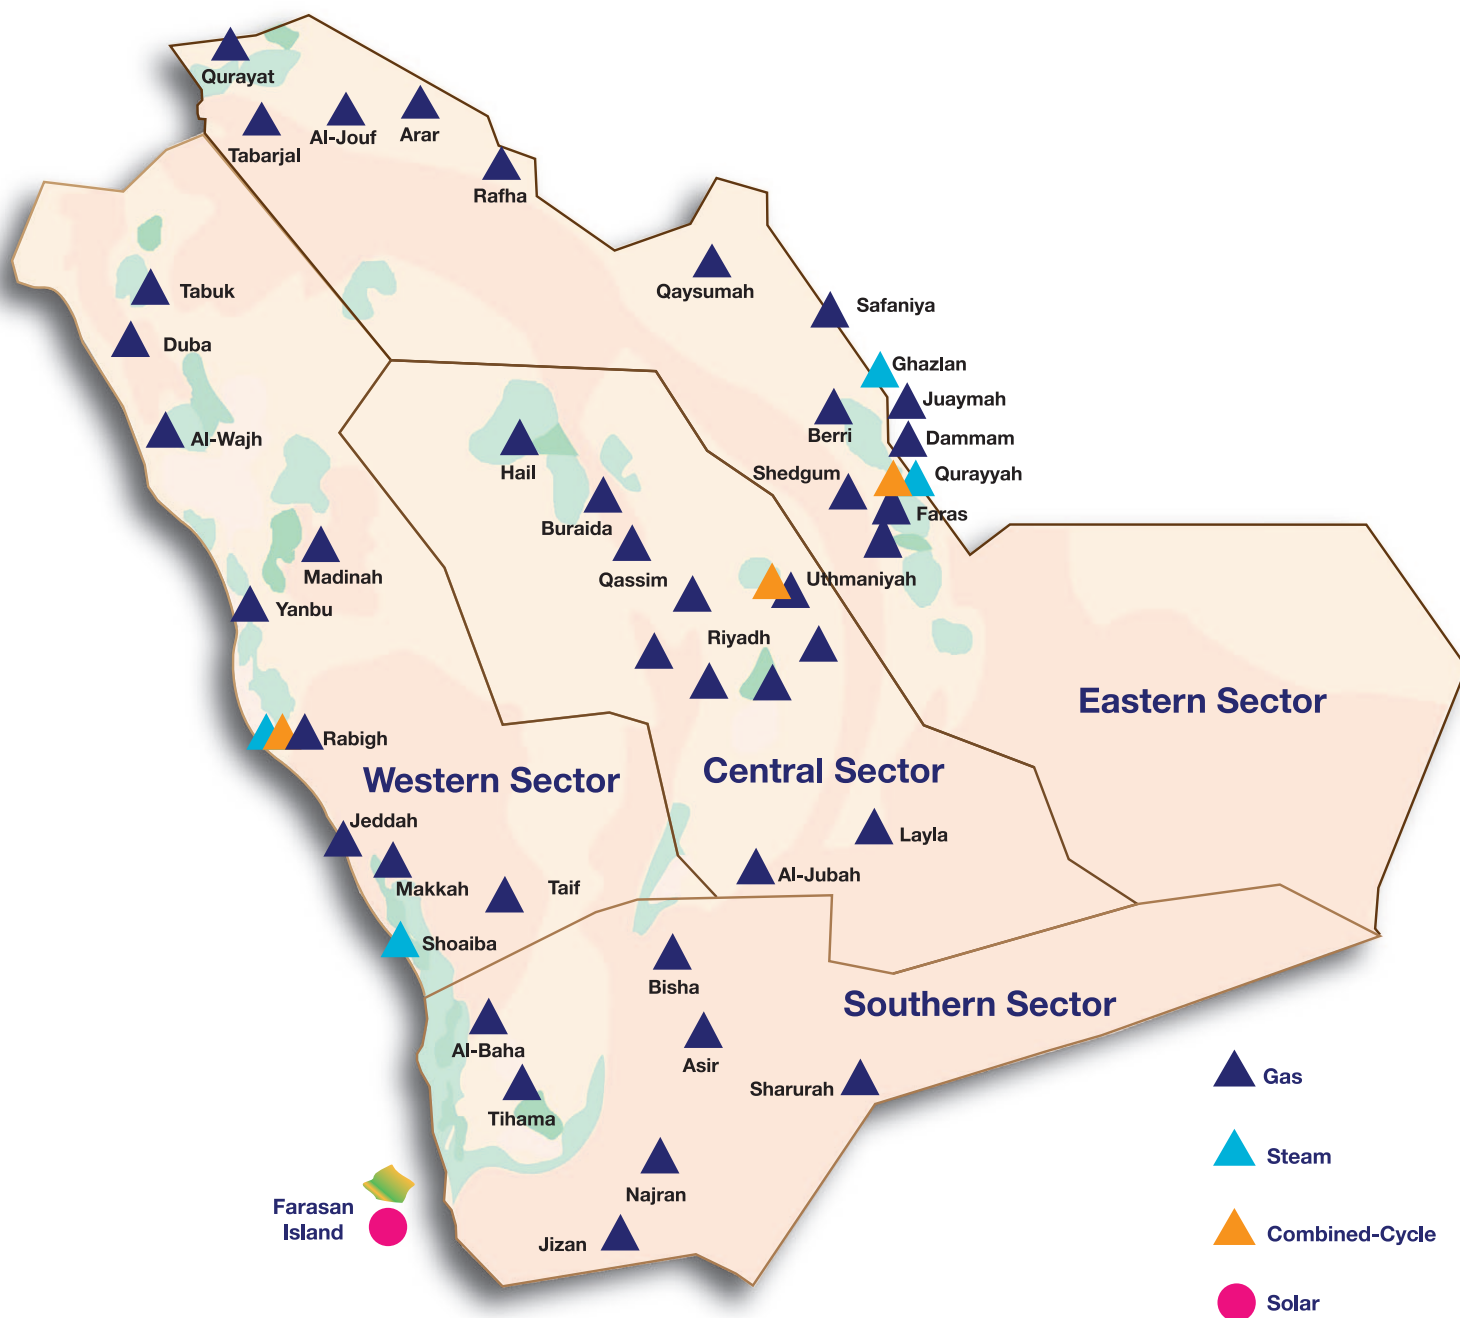 Qurayat
Tabarjal
Al-Jouf
Arar
Rafha
Qaysumah
Safaniya
Tabuk
Duba
Al-Wajh
Ghazlan
Juaymah
Berri
Dammam
Shedgum
Qurayyah
Faras
Hail
Buraida
Qassim
Uthmaniyah
Madinah
Yanbu
Riyadh
Eastern Sector
Rabigh
Western Sector
Central Sector
Jeddah
Makkah
Taif
Layla
Al-Jubah
Shoaiba
Bisha
Southern Sector
Al-Baha
Asir
Sharurah
Tihama
Najran
Jizan
Farasan
Island
Gas
Steam
Combined-Cycle
Solar